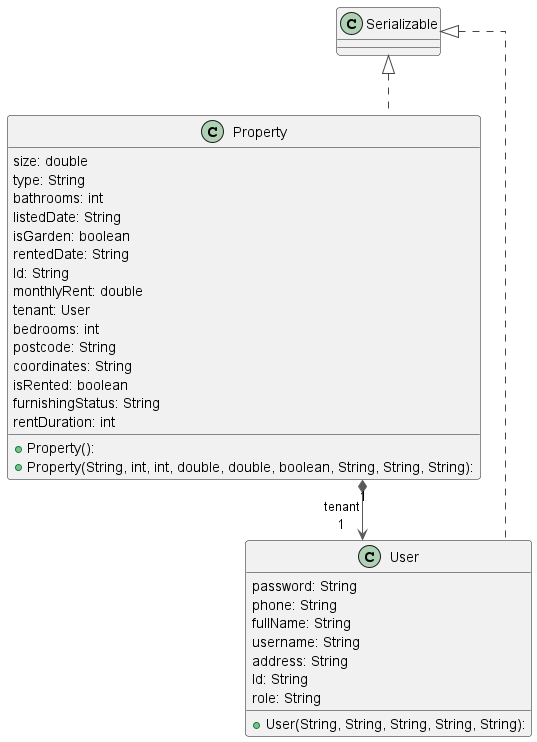 C Serializable
C Property
size: double
type: String
bathrooms: int
listedDate: String
isGarden: boolean
rentedDate: String
Id: String
monthlyRent: double
tenant: User
bedrooms: int
postcode: String
coordinates: String
isRented: boolean
furnishingStatus: String
rentDuration: int
Property():
Property(String, int, int, double, double, boolean, String, String, String):
1
tenant
1
C User
password: String
phone: String
fullName: String
username: String
address: String
Id: String
role: String
User(String, String, String, String, String):